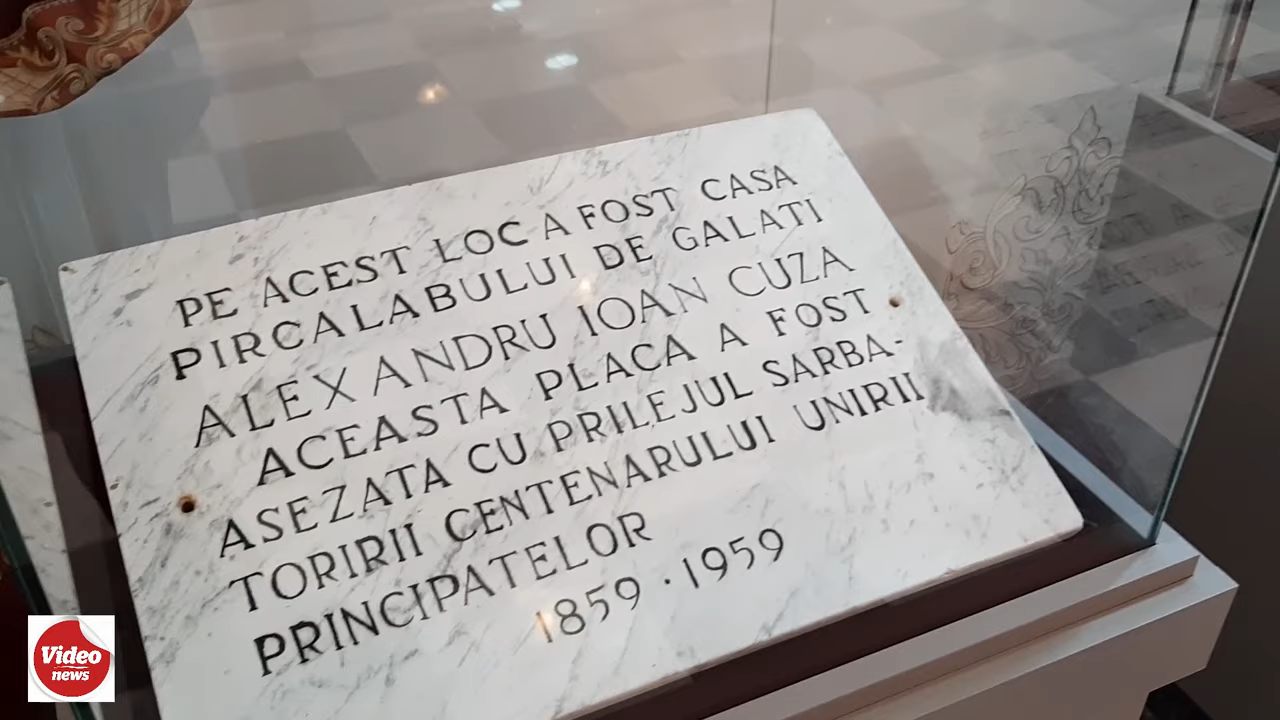 PE ACEST LOC A FOST CASA
PIRCALABULUI DE GALATI
ALEXANDRU IOAN CUZA
ACEASTA PLACA A FOST
ASEZATA CU PRILEJUL SARBA-
TORIRII CENTENARULUI UNIRII
PRINCIPATELOR
1859 · 1959
Video
news